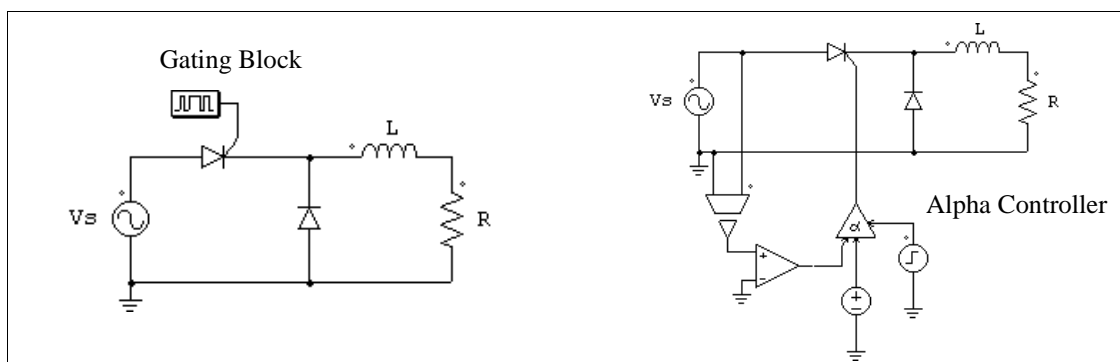 Gating Block
L
Vs
R
L
Vs
R
Alpha Controller
α
+
-
+
-